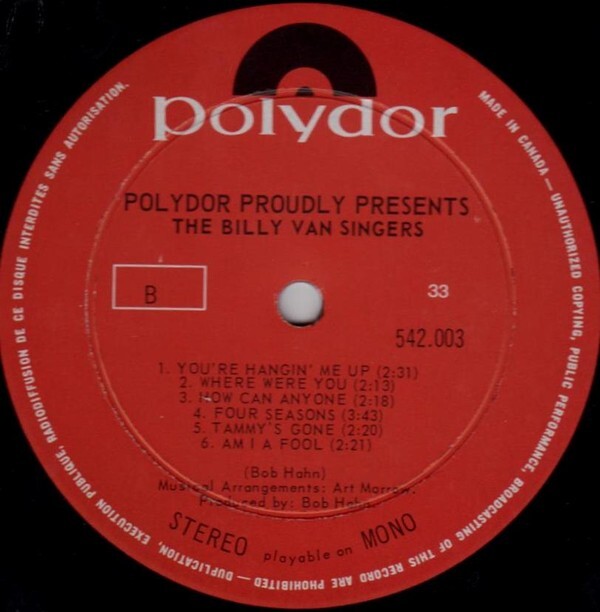 polydor
POLYDOR PROUDLY PRESENTS
THE BILLY VAN SINGERS
B
33
542.003
1. YOU'RE HANGIN' ME UP (2:31)
2. WHERE WERE YOU (2:13)
3. HOW CAN ANYONE (2:18)
4. FOUR SEASONS (3:43)
5. TAMMY'S GONE (2:20)
6. AM I A FOOL (2:21)
(Bob Hahn)
Musical Arrangements: Art Marrow.
Produced by: Bob Hahn.
STEREO playable on MONO
MADE IN CANADA — UNAUTHORIZED COPYING, PUBLIC PERFORMANCE, BROADCASTING OF THIS RECORD ARE PROHIBITED — DUPLICATION, EXECUTION PUBLIQUE, RADIODIFFUSION DE CE DISQUE INTERDITES SANS AUTORISATION.